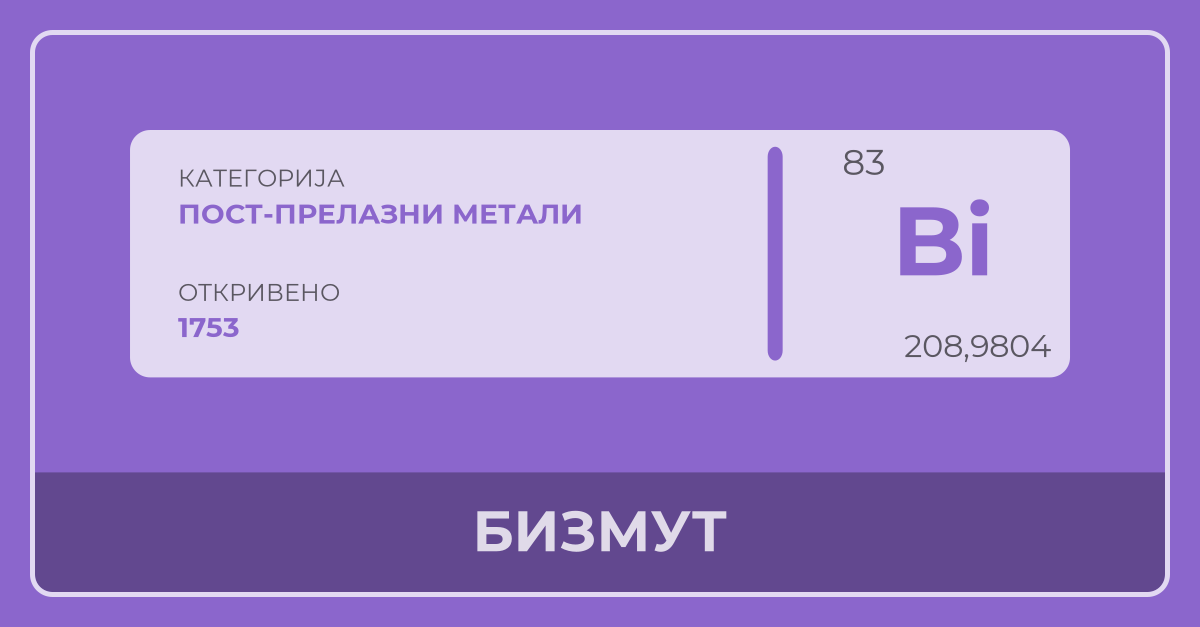 КАТЕГОРИЈА
ПОСТ-ПРЕЛАЗНИ МЕТАЛИ
ОТКРИВЕНО
1753
83
Bi
208,9804
БИЗМУТ